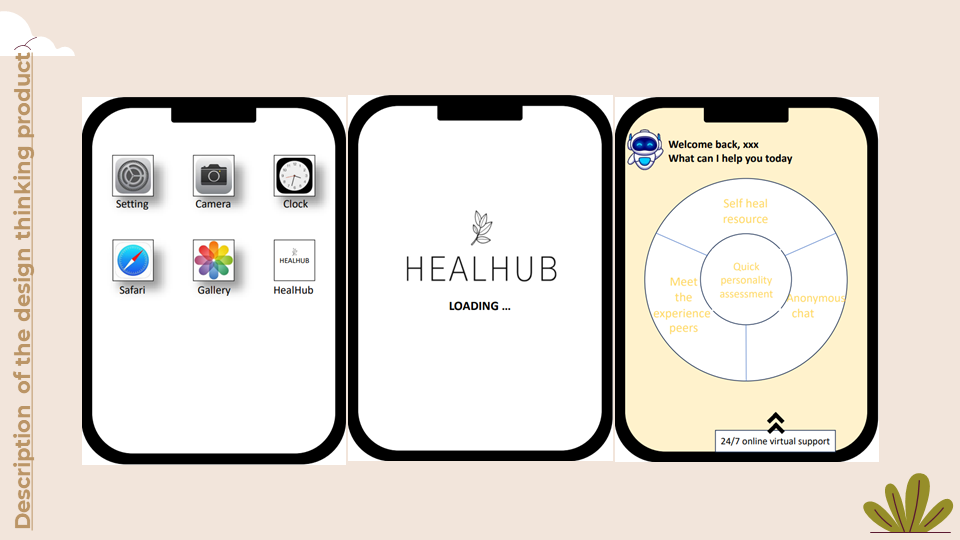 Description of the design thinking product
Setting
Camera
Clock
HEALHUB
Safari
Gallery
HealHub
HEALHUB
LOADING ...
Welcome back, xxx
What can I help you today
Self heal
resource
Quick
personality
assessment
Meet
the
experience
peers
Anonymous
chat
24/7 online virtual support